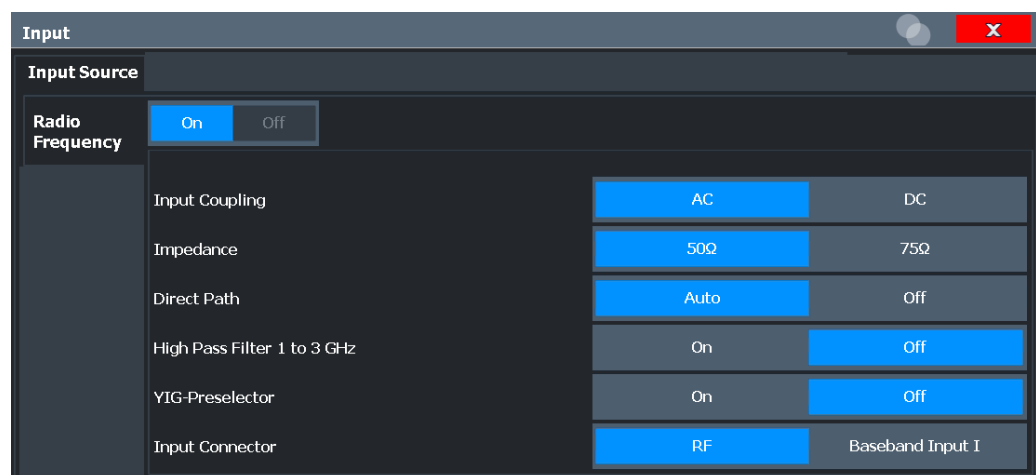 Input X
Input Source
Radio Frequency On Off
Input Coupling AC DC
Impedance 50Ω 75Ω
Direct Path Auto Off
High Pass Filter 1 to 3 GHz On Off
YIG-Preselector On Off
Input Connector RF Baseband Input I